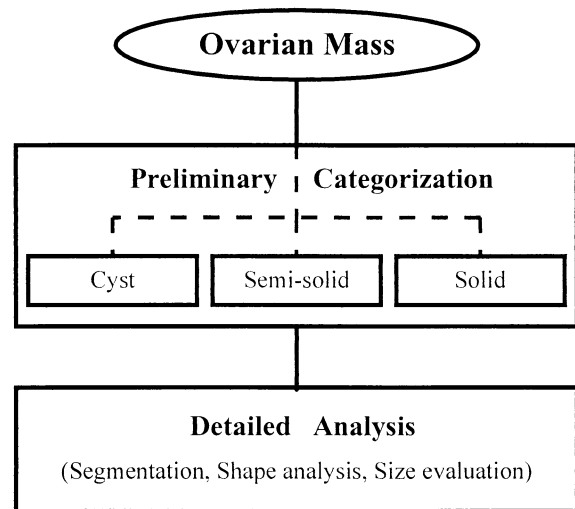 Ovarian Mass
Preliminary Categorization
Cyst Semi-solid Solid
Detailed Analysis
(Segmentation, Shape analysis, Size evaluation)